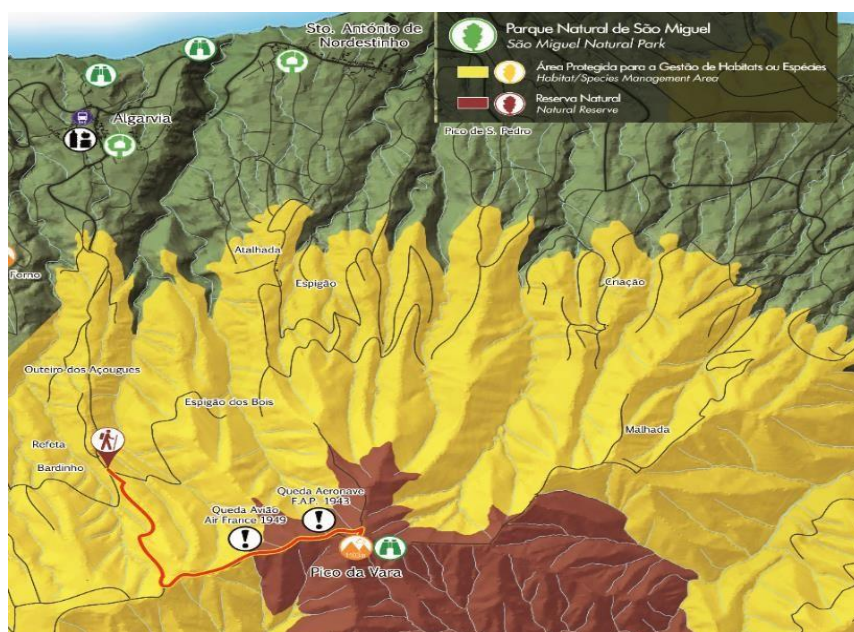 Sto. António de
Nordestinho
Parque Natural de São Miguel
São Miguel Natural Park
Área Protegida para a Gestão de Habitats ou Espécies
Habitat/Species Management Area
Reserva Natural
Natural Reserve
Algarvia
Pico de S. Pedro
Atalhada
Forno
Espigão
Criação
Outeiro dos Açougues
Espigão dos Bois
Refeta
Malhada
Bardinho
Queda Aeronave
F.A.P. 1943
Queda Avião
Air France 1949
Pico da Vara